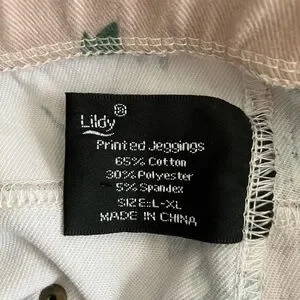 Lildy®
Printed Jeggings
65% Cotton
30% Polyester
5% Spandex
SIZE:L-XL
MADE IN CHINA